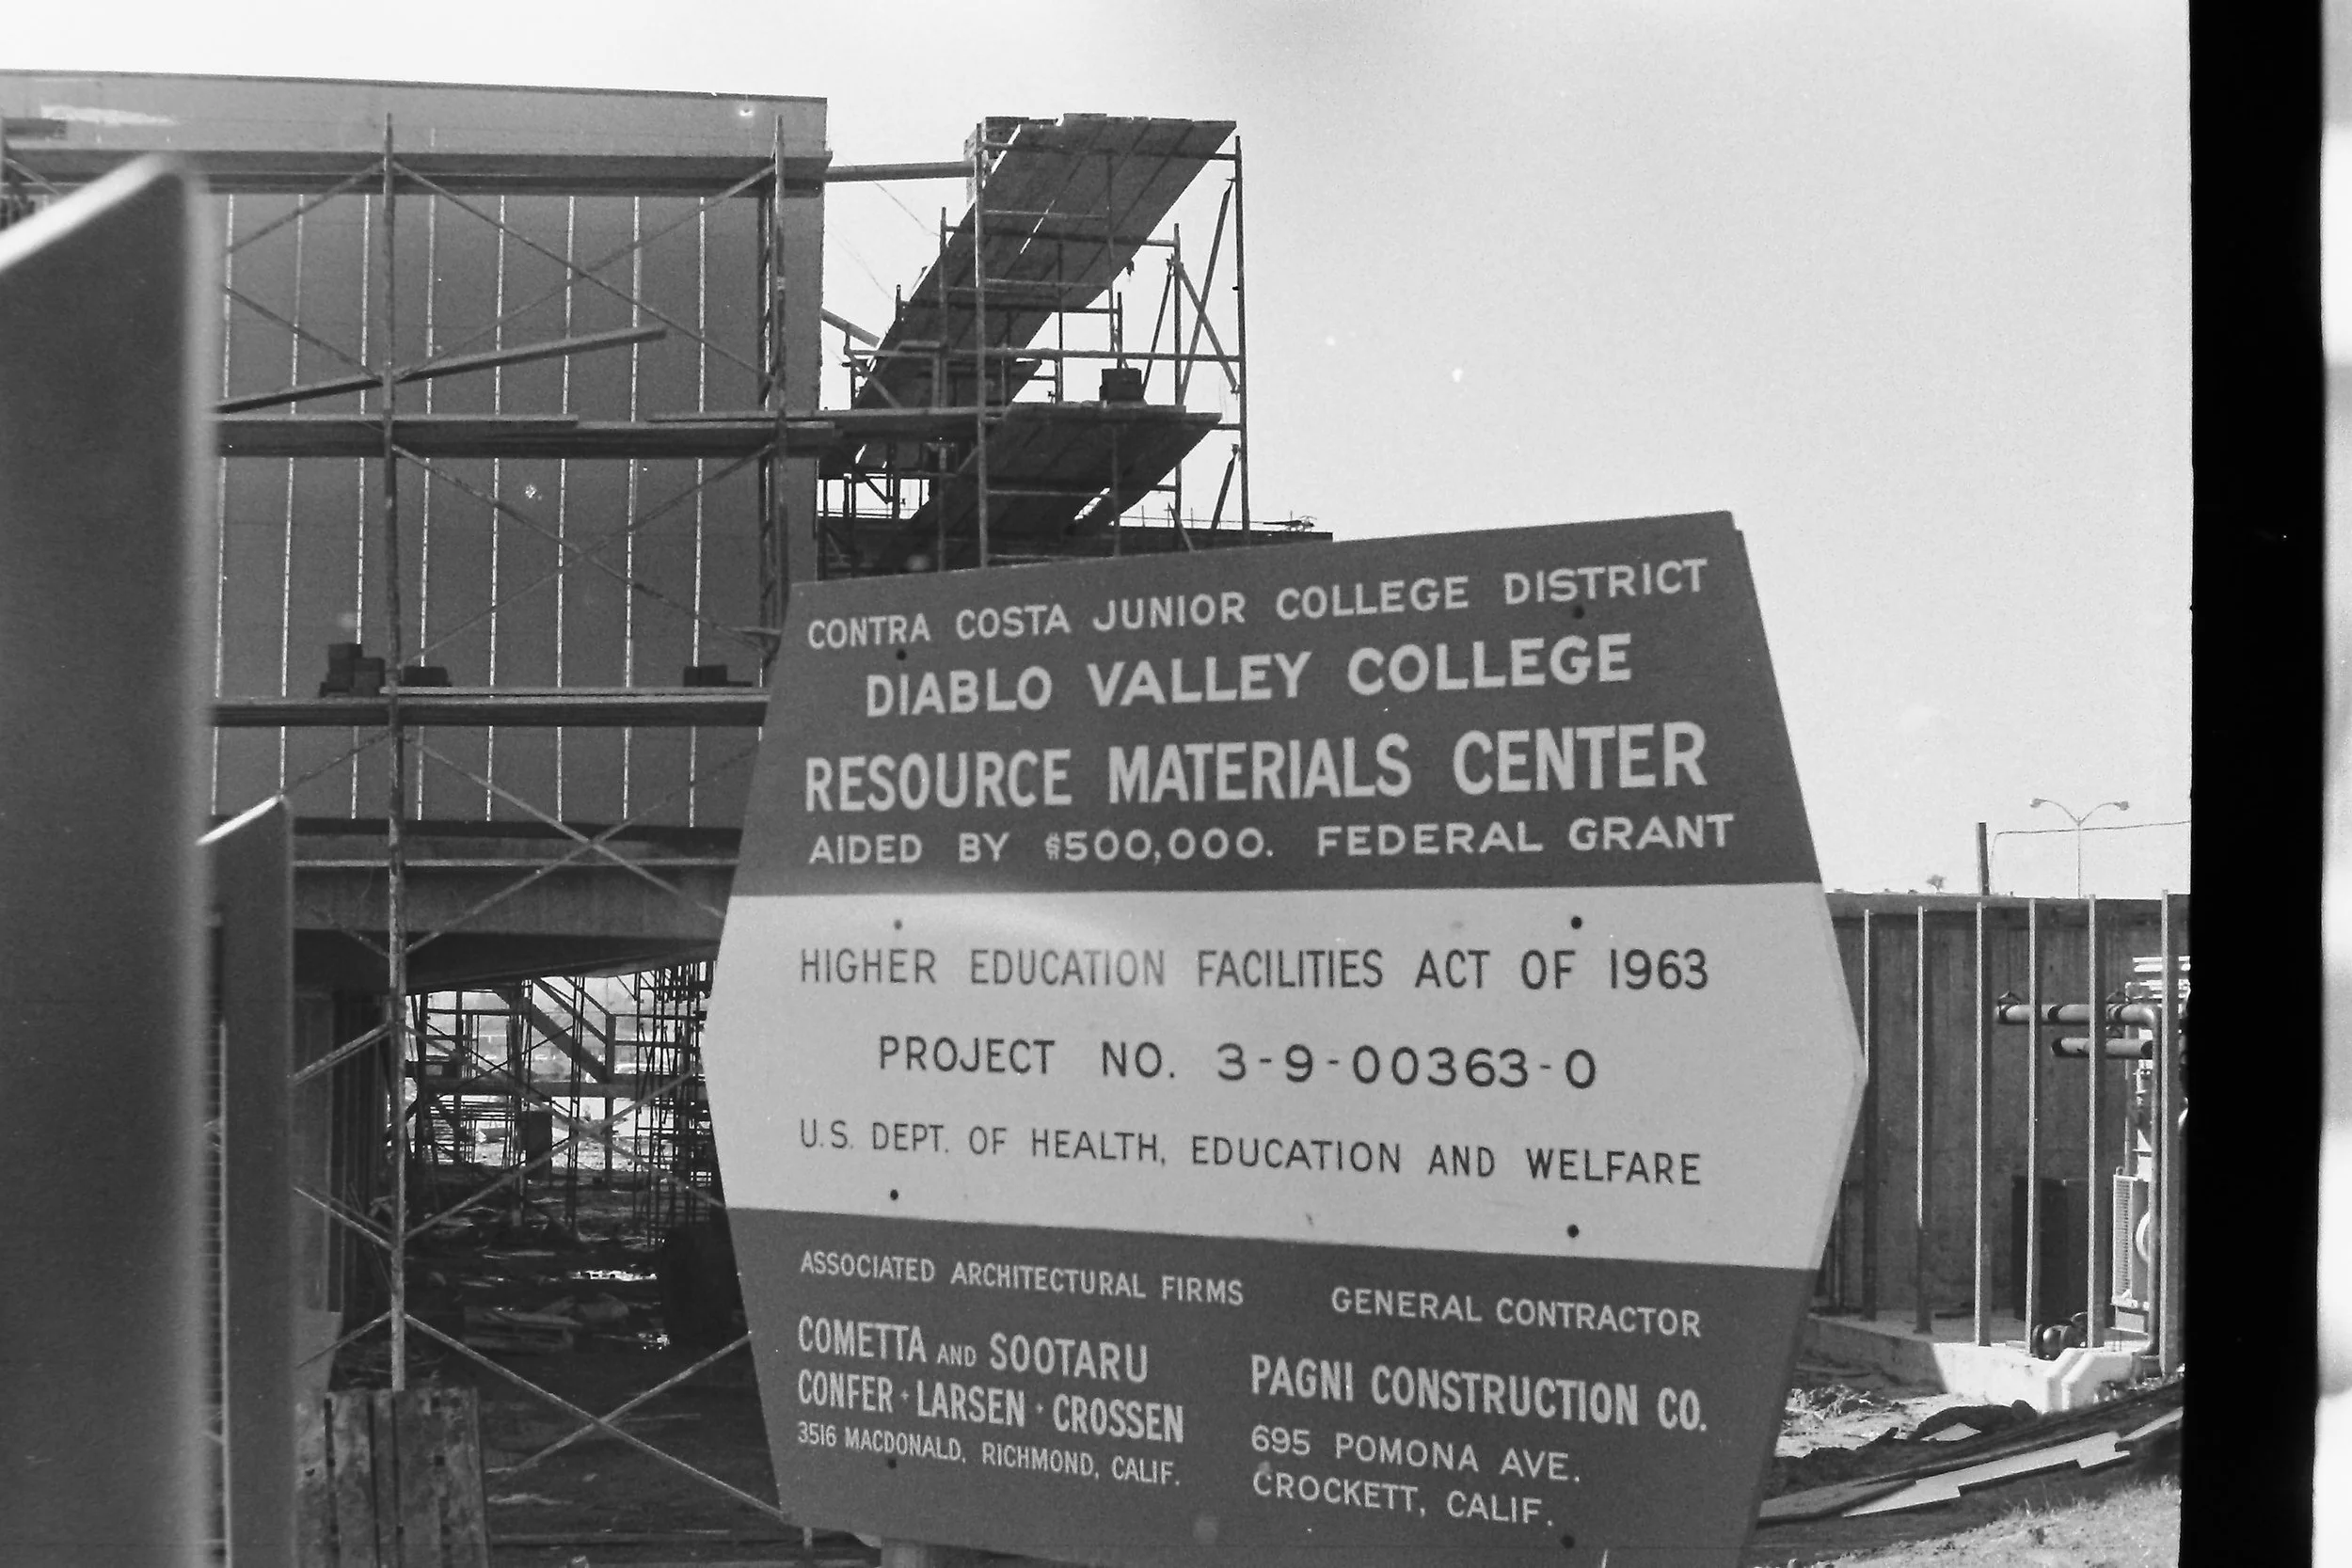 CONTRA COSTA JUNIOR COLLEGE DISTRICT
DIABLO VALLEY COLLEGE
RESOURCE MATERIALS CENTER
AIDED BY $500,000. FEDERAL GRANT
HIGHER EDUCATION FACILITIES ACT OF 1963
PROJECT NO. 3-9-00363-0
U.S. DEPT. OF HEALTH, EDUCATION AND WELFARE
ASSOCIATED ARCHITECTURAL FIRMS
COMETTA AND SOOTARU
CONFER · LARSEN · CROSSEN
3516 MACDONALD, RICHMOND, CALIF.
GENERAL CONTRACTOR
PAGNI CONSTRUCTION CO.
695 POMONA AVE.
CROCKETT, CALIF.